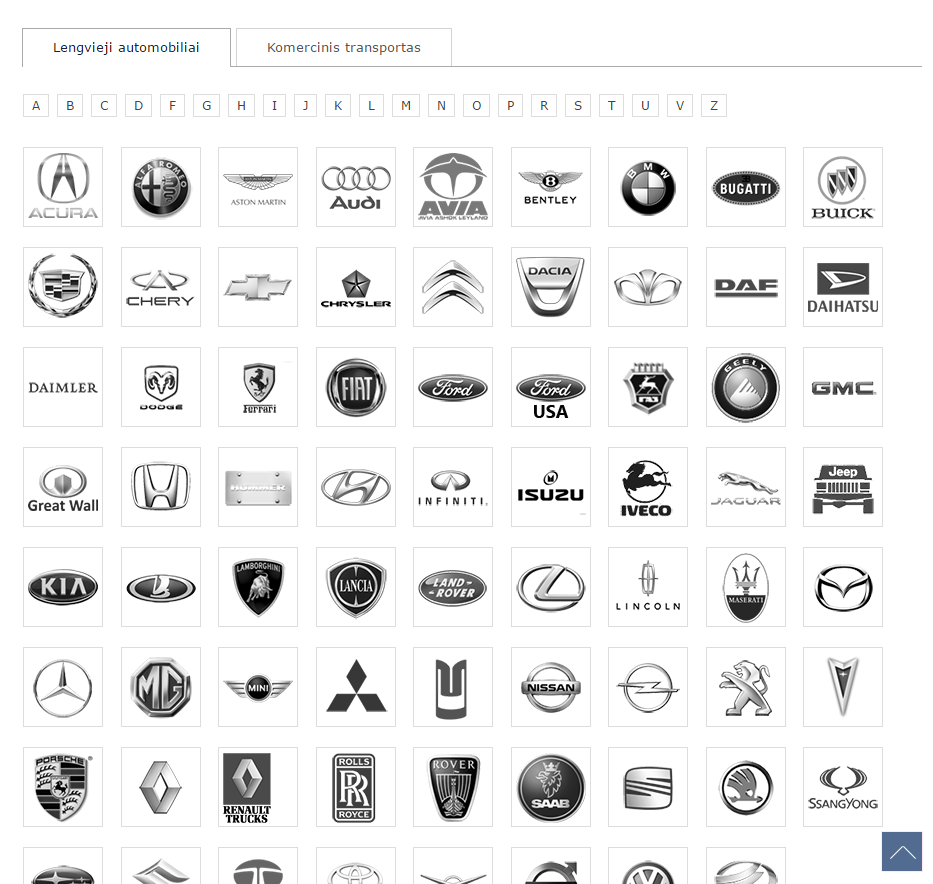 Lengvieji automobiliai
Komercinis transportas
A B C D F G H I J K L M N O P R S T U V Z
ACURA
ALFA ROMEO
ASTON MARTIN
ASTON MARTIN
Audi
AVIA
AVIA ASHOK LEYLAND
B
BENTLEY
BMW
BUGATTI
BUICK
CHERY
CHRYSLER
DACIA
DAF
DAIHATSU
DAIMLER
DODGE
Ferrari
FIAT
Ford
Ford
USA
GEELY
GMC
Great Wall
HUMMER
INFINITI
ISUZU
IVECO
JAGUAR
Jeep
KIA
LAMBORGHINI
LANCIA
LAND-
-ROVER
LINCOLN
MASERATI
MG
MINI
NISSAN
PORSCHE
RENAULT
TRUCKS
ROLLS
RR
ROYCE
ROVER
SAAB
SSANGYONG